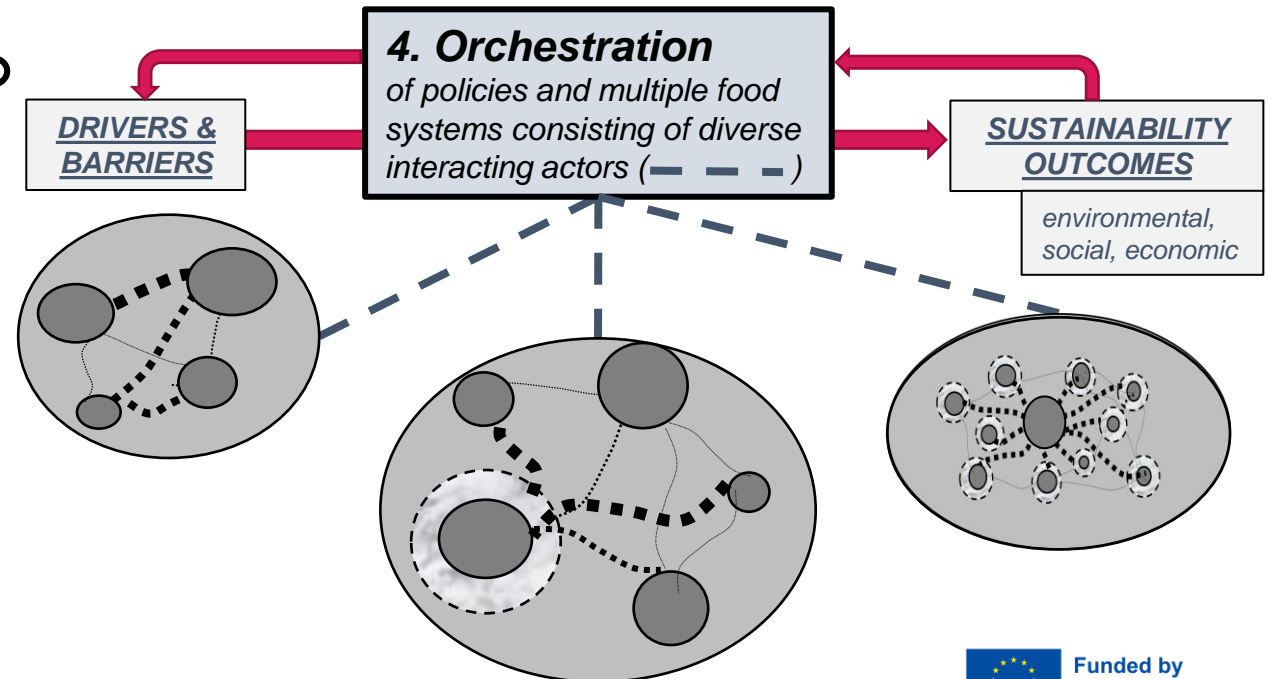 4. Orchestration
of policies and multiple food
systems consisting of diverse
interacting actors ( )
DRIVERS &
BARRIERS
SUSTAINABILITY
OUTCOMES
environmental,
social, economic
Funded by